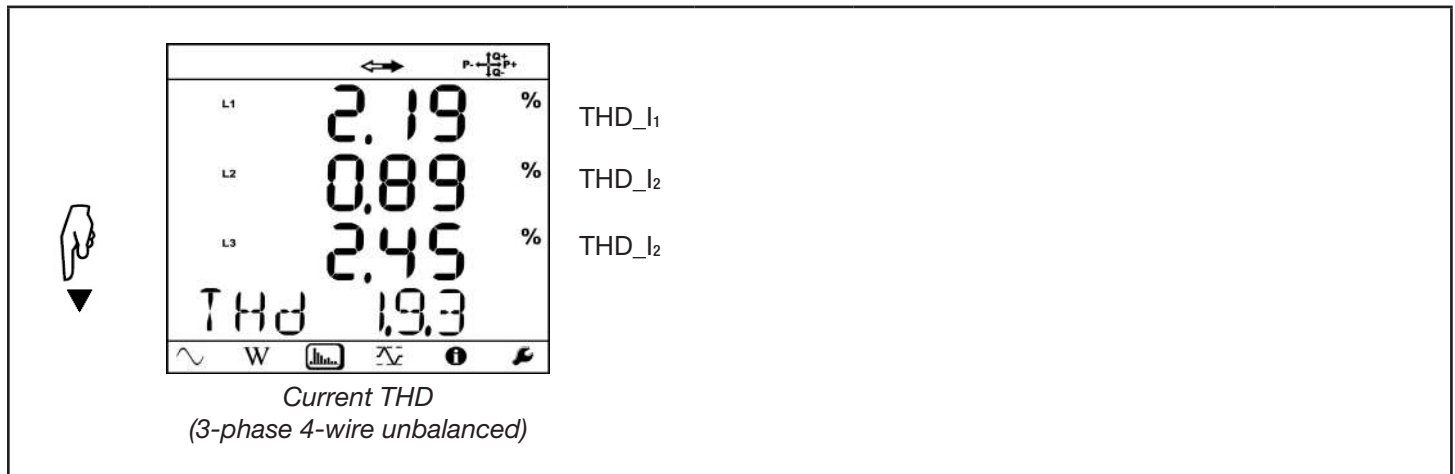 P- Q+ P+
Q-
L1 2.19 % THD_I₁
L2 0.89 % THD_I₂
L3 2.45 % THD_I₂
THd 1.9.3
W
Current THD
(3-phase 4-wire unbalanced)